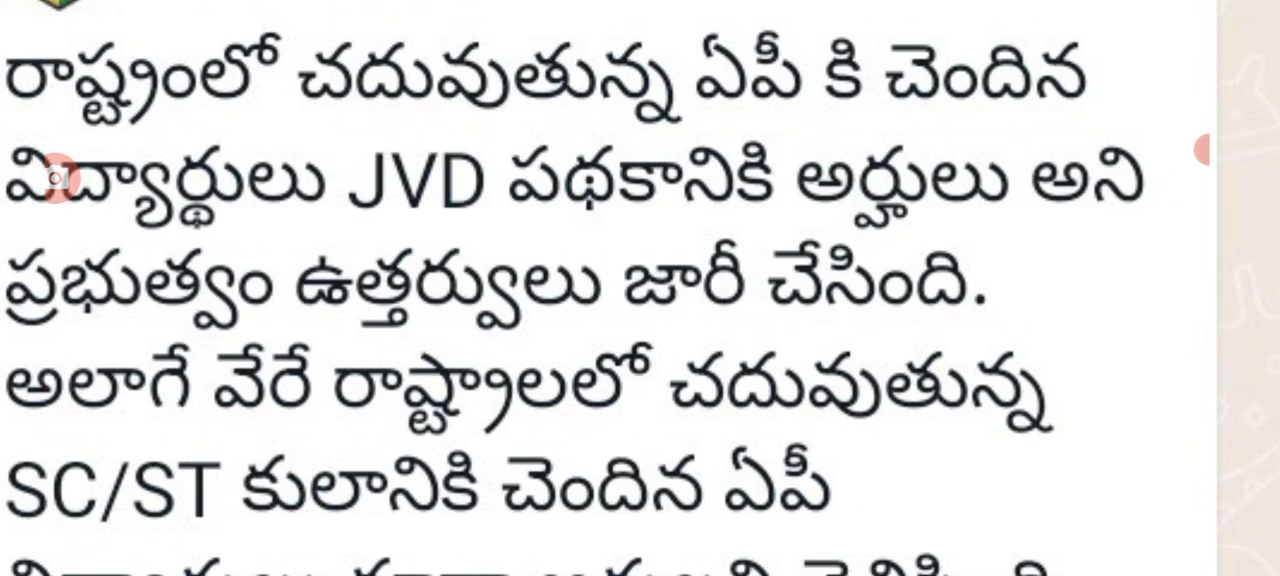 రాష్ట్రంలో చదువుతున్న ఏపీ కి చెందిన
విద్యార్థులు JVD పథకానికి అర్హులు అని
ప్రభుత్వం ఉత్తర్వులు జారీ చేసింది.
అలాగే వేరే రాష్ట్రాలలో చదువుతున్న
SC/ST కులానికి చెందిన ఏపీ